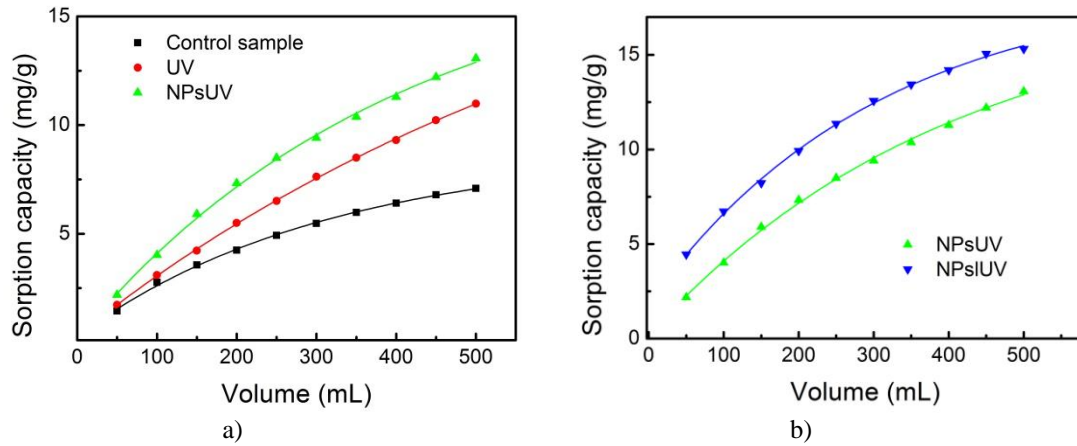 15
10
5
Sorption capacity (mg/g)
Control sample
UV
NPsUV
100
200
300
400
500
Volume (mL)
a)
15
10
5
0
Sorption capacity (mg/g)
NPsUV
NPsIUV
0
100
200
300
400
500
Volume (mL)
b)